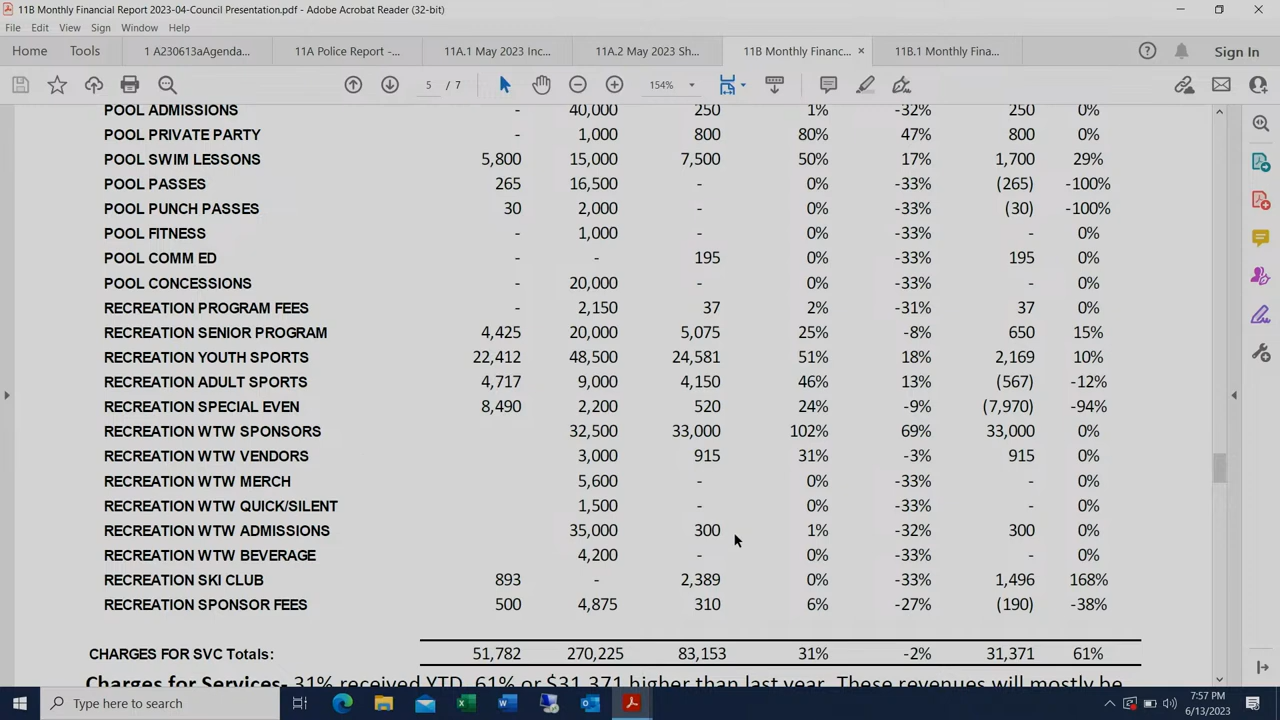 11B Monthly Financial Report 2023-04-Council Presentation.pdf - Adobe Acrobat Reader (32-bit)
File Edit View Sign Window Help
Home Tools 1 A230613aAgenda... 11A Police Report -... 11A.1 May 2023 Inc... 11A.2 May 2023 Sh... 11B Monthly Financ... × 11B.1 Monthly Fina... Sign In
5 / 7 154%
POOL ADMISSIONS - 40,000 250 1% -32% 250 0%
POOL PRIVATE PARTY - 1,000 800 80% 47% 800 0%
POOL SWIM LESSONS 5,800 15,000 7,500 50% 17% 1,700 29%
POOL PASSES 265 16,500 - 0% -33% (265) -100%
POOL PUNCH PASSES 30 2,000 - 0% -33% (30) -100%
POOL FITNESS - 1,000 - 0% -33% - 0%
POOL COMM ED - - 195 0% -33% 195 0%
POOL CONCESSIONS - 20,000 - 0% -33% - 0%
RECREATION PROGRAM FEES - 2,150 37 2% -31% 37 0%
RECREATION SENIOR PROGRAM 4,425 20,000 5,075 25% -8% 650 15%
RECREATION YOUTH SPORTS 22,412 48,500 24,581 51% 18% 2,169 10%
RECREATION ADULT SPORTS 4,717 9,000 4,150 46% 13% (567) -12%
RECREATION SPECIAL EVEN 8,490 2,200 520 24% -9% (7,970) -94%
RECREATION WTW SPONSORS 32,500 33,000 102% 69% 33,000 0%
RECREATION WTW VENDORS 3,000 915 31% -3% 915 0%
RECREATION WTW MERCH 5,600 - 0% -33% - 0%
RECREATION WTW QUICK/SILENT 1,500 - 0% -33% - 0%
RECREATION WTW ADMISSIONS 35,000 300 1% -32% 300 0%
RECREATION WTW BEVERAGE 4,200 - 0% -33% - 0%
RECREATION SKI CLUB 893 - 2,389 0% -33% 1,496 168%
RECREATION SPONSOR FEES 500 4,875 310 6% -27% (190) -38%
CHARGES FOR SVC Totals: 51,782 270,225 83,153 31% -2% 31,371 61%
Charges for Services- 31% received YTD, 61% or $31,371 higher than last year. These revenues will mostly be
Type here to search
7:57 PM
6/13/2023